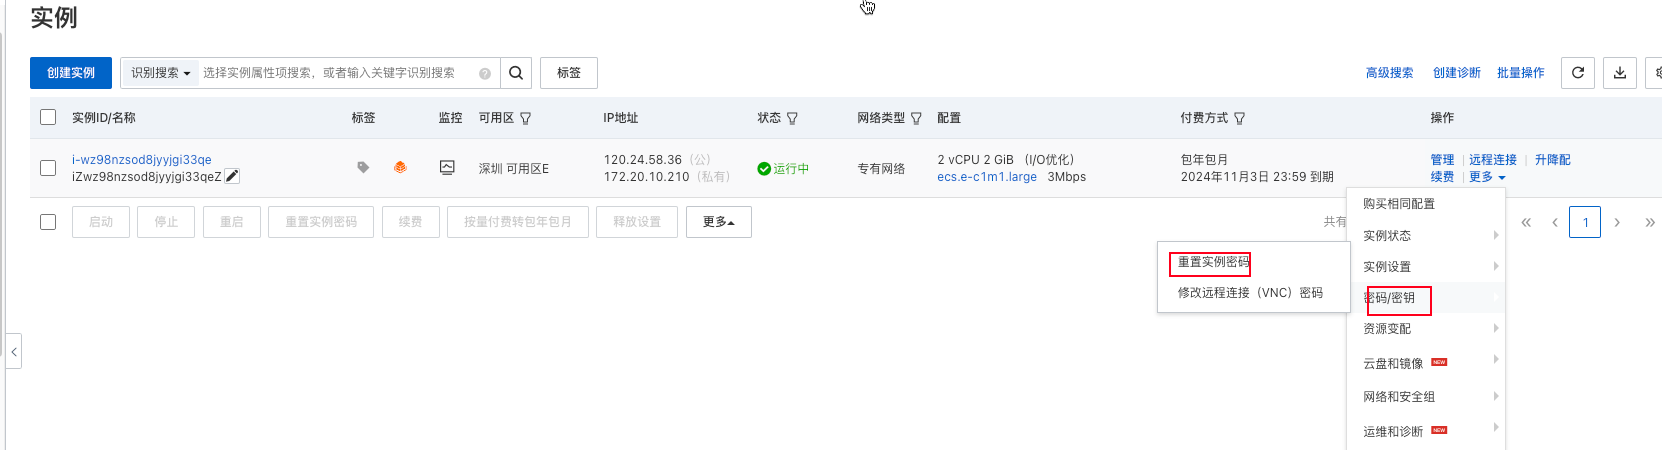 实例
创建实例 识别搜索 选择实例属性项搜索，或者输入关键字识别搜索 标签 高级搜索 创建诊断 批量操作
实例ID/名称 标签 监控 可用区 IP地址 状态 网络类型 配置 付费方式 操作
i-wz98nzsod8jyyjgi33qe 120.24.58.36（公） 2 vCPU 2 GiB (I/O优化) 包年包月 管理 远程连接 升降配
iZwz98nzsod8jyyjgi33qeZ 深圳 可用区E 172.20.10.210（私有） 运行中 专有网络 ecs.e-c1m1.large 3Mbps 2024年11月3日 23:59 到期 续费 更多
启动 停止 重启 重置实例密码 续费 按量付费转包年包月 释放设置 更多 共有 1
购买相同配置
实例状态
重置实例密码 实例设置
修改远程连接（VNC）密码 密码/密钥
资源变配
云盘和镜像 NEW
网络和安全组
运维和诊断 NEW